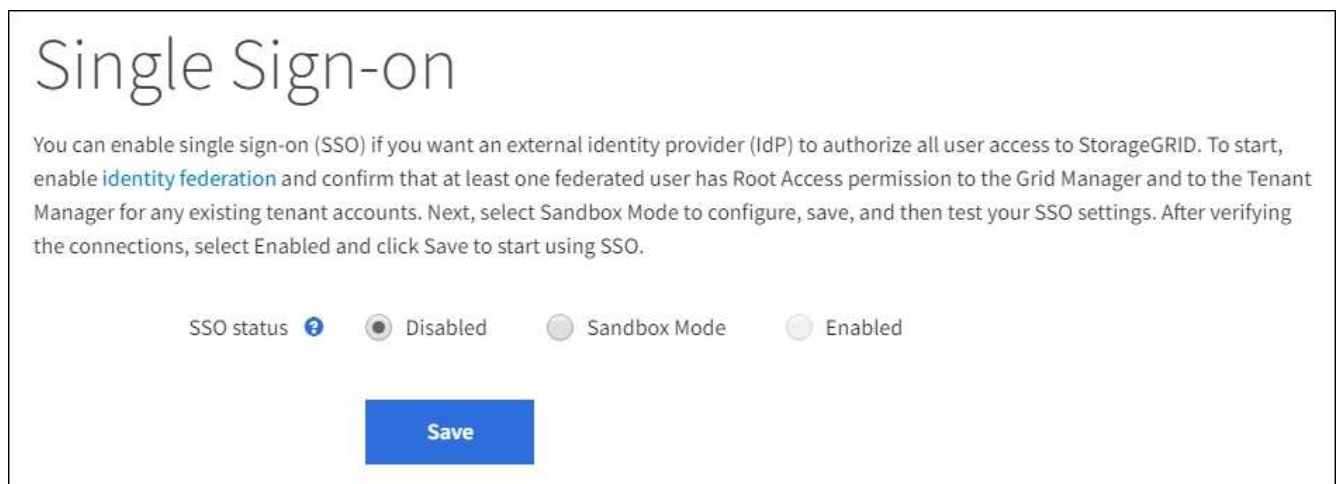 Single Sign-on
You can enable single sign-on (SSO) if you want an external identity provider (IdP) to authorize all user access to StorageGRID. To start,
enable identity federation and confirm that at least one federated user has Root Access permission to the Grid Manager and to the Tenant
Manager for any existing tenant accounts. Next, select Sandbox Mode to configure, save, and then test your SSO settings. After verifying
the connections, select Enabled and click Save to start using SSO.
SSO status ? Disabled Sandbox Mode Enabled
Save